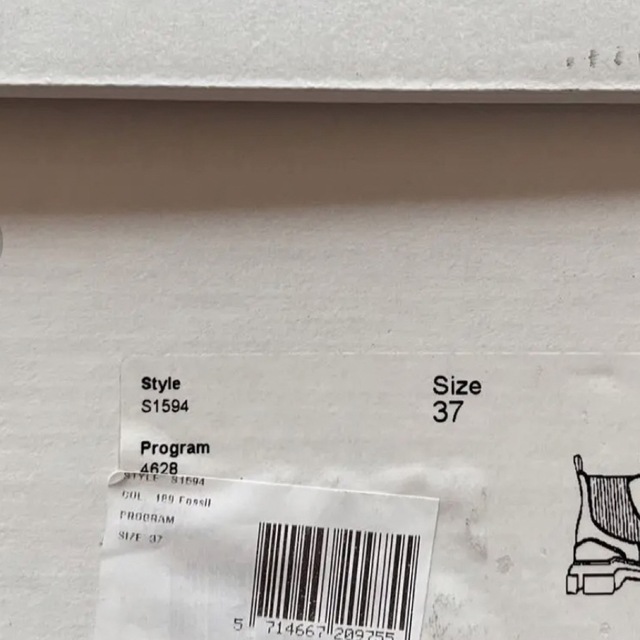 Style
S1594
Size
37
Program
4628
STYLE S1594
COL 189 Fossil
PROGRAM
SIZE 37
5 714667 209755